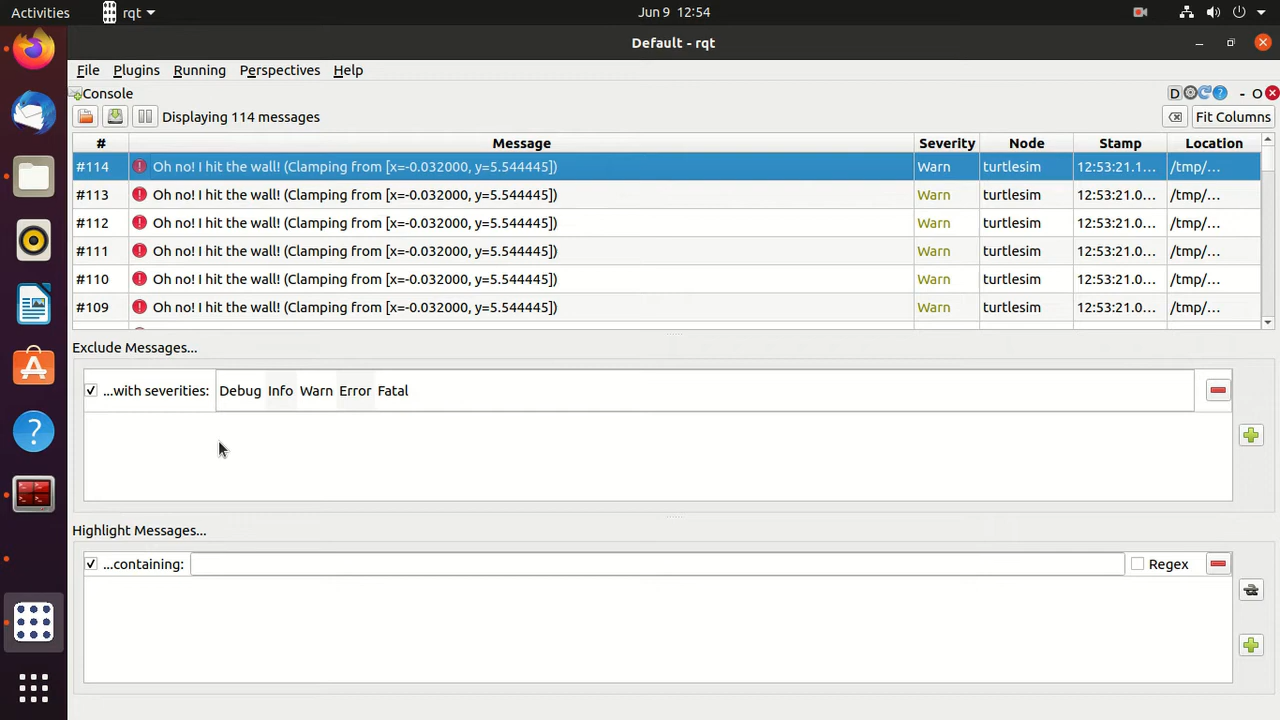 Activities rqt Jun 9 12:54
Default - rqt
File Plugins Running Perspectives Help
Console D - O
Displaying 114 messages Fit Columns
# Message Severity Node Stamp Location
#114 Oh no! I hit the wall! (Clamping from [x=-0.032000, y=5.544445]) Warn turtlesim 12:53:21.1... /tmp/...
#113 Oh no! I hit the wall! (Clamping from [x=-0.032000, y=5.544445]) Warn turtlesim 12:53:21.0... /tmp/...
#112 Oh no! I hit the wall! (Clamping from [x=-0.032000, y=5.544445]) Warn turtlesim 12:53:21.0... /tmp/...
#111 Oh no! I hit the wall! (Clamping from [x=-0.032000, y=5.544445]) Warn turtlesim 12:53:21.0... /tmp/...
#110 Oh no! I hit the wall! (Clamping from [x=-0.032000, y=5.544445]) Warn turtlesim 12:53:21.0... /tmp/...
#109 Oh no! I hit the wall! (Clamping from [x=-0.032000, y=5.544445]) Warn turtlesim 12:53:21.0... /tmp/...
Exclude Messages...
...with severities: Debug Info Warn Error Fatal
Highlight Messages...
...containing: Regex